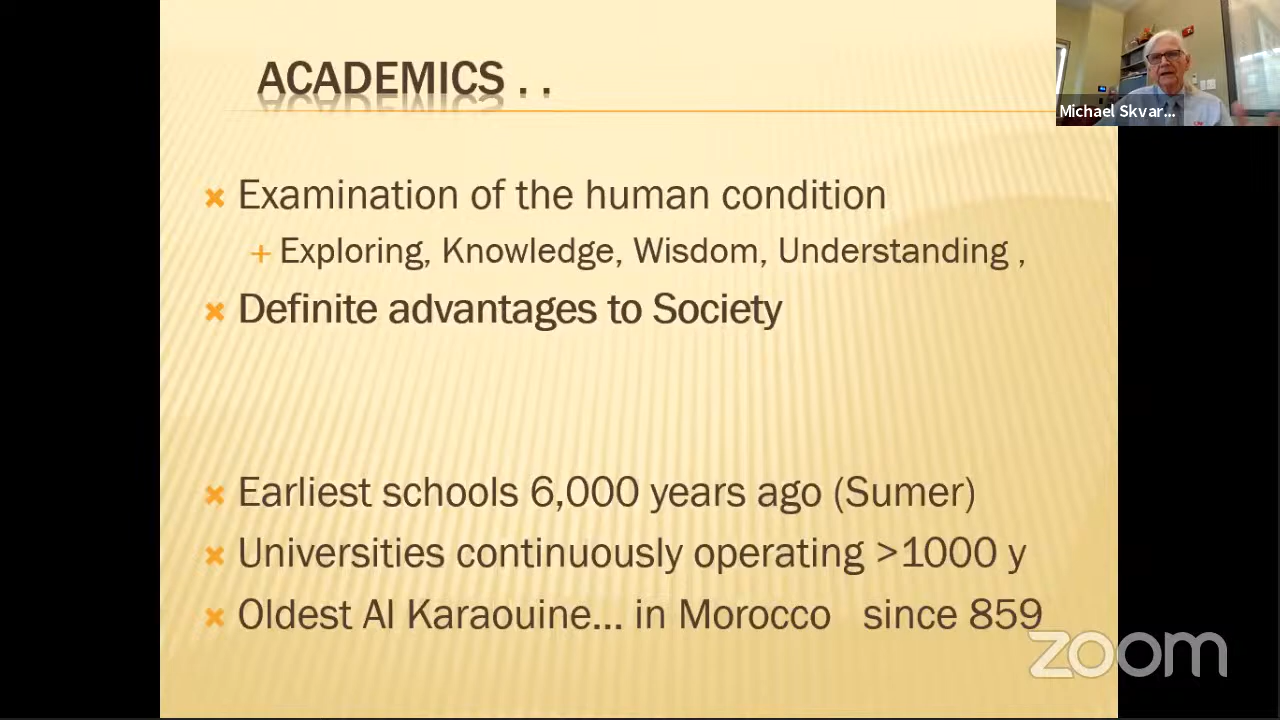 ACADEMICS . .
Michael Skvar...
Examination of the human condition
Exploring, Knowledge, Wisdom, Understanding ,
Definite advantages to Society
Earliest schools 6,000 years ago (Sumer)
Universities continuously operating >1000 y
Oldest Al Karaouine... in Morocco since 859
zoom